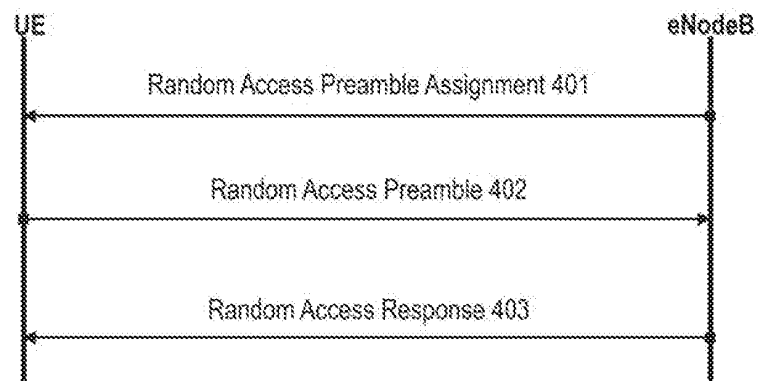 UE
eNodeB
Random Access Preamble Assignment 401
Random Access Preamble 402
Random Access Response 403